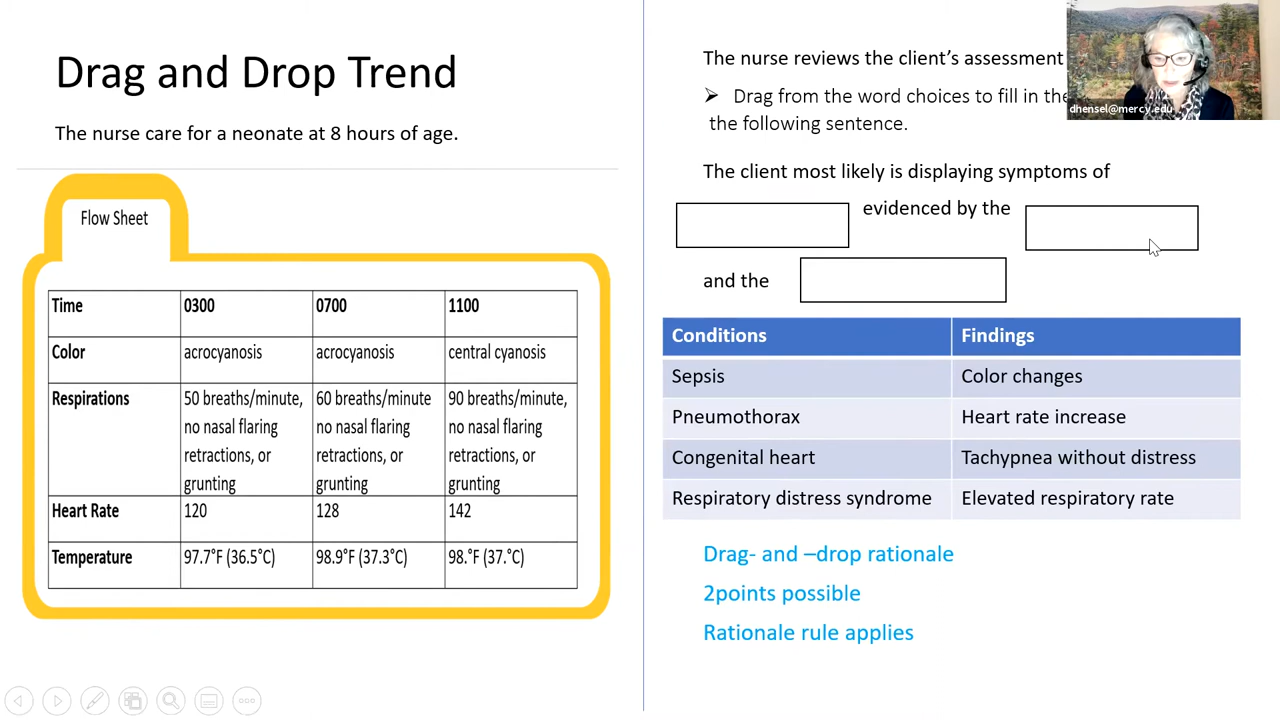 Drag and Drop Trend
The nurse care for a neonate at 8 hours of age.
Flow Sheet
Time 0300 0700 1100
Color acrocyanosis acrocyanosis central cyanosis
Respirations 50 breaths/minute, 60 breaths/minute 90 breaths/minute,
no nasal flaring no nasal flaring no nasal flaring
retractions, or retractions, or retractions, or
grunting grunting grunting
Heart Rate 120 128 142
Temperature 97.7°F (36.5°C) 98.9°F (37.3°C) 98.°F (37.°C)
The nurse reviews the client's assessment
➢ Drag from the word choices to fill in the
the following sentence.
dhensel@mercy.edu
The client most likely is displaying symptoms of
evidenced by the
and the
Conditions Findings
Sepsis Color changes
Pneumothorax Heart rate increase
Congenital heart Tachypnea without distress
Respiratory distress syndrome Elevated respiratory rate
Drag- and –drop rationale
2points possible
Rationale rule applies